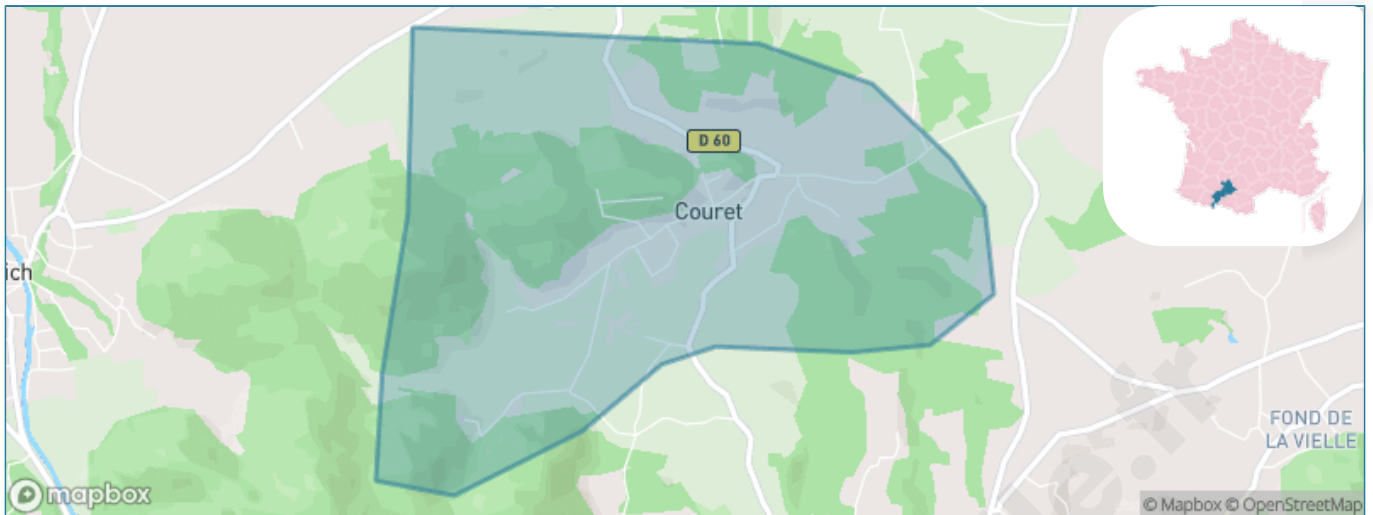 D 60
Couret
ich
FOND DE
LA VIELLE
mapbox
© Mapbox © OpenStreetMap